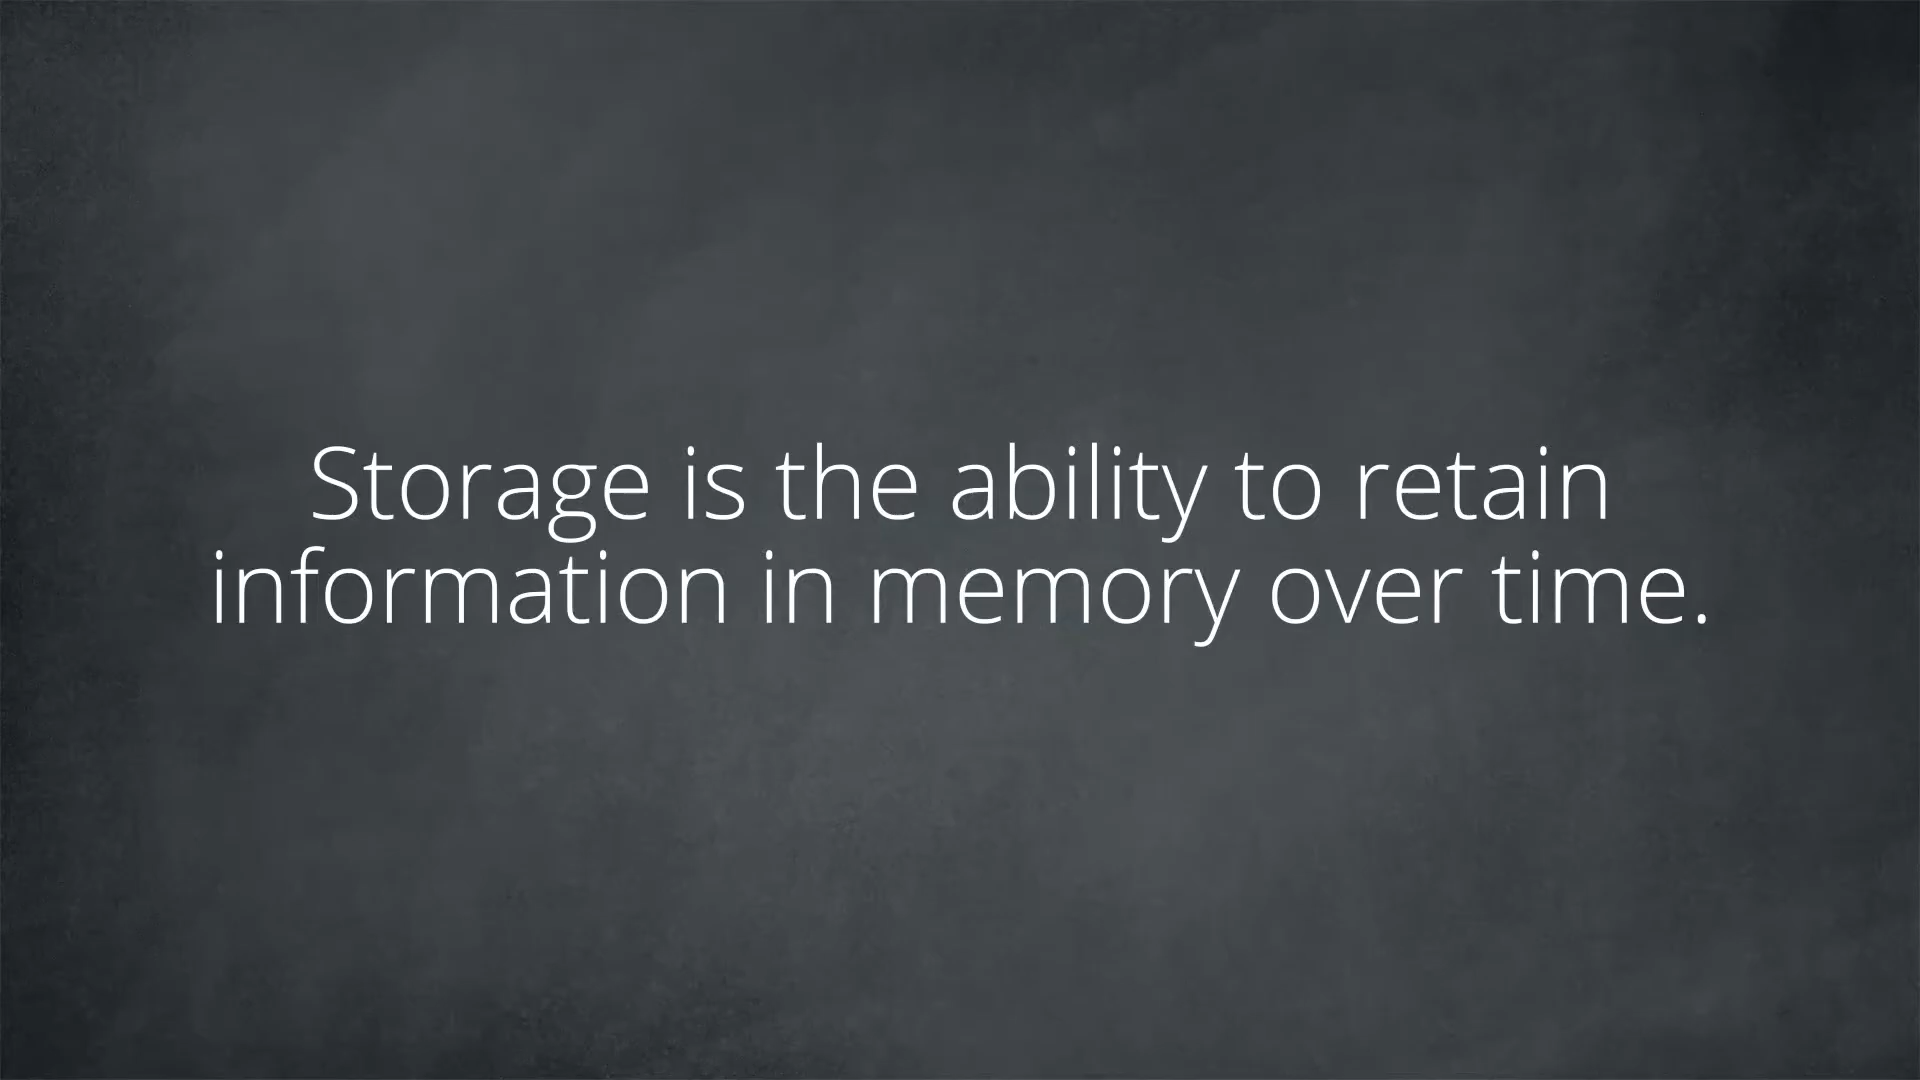 Storage is the ability to retain
information in memory over time.